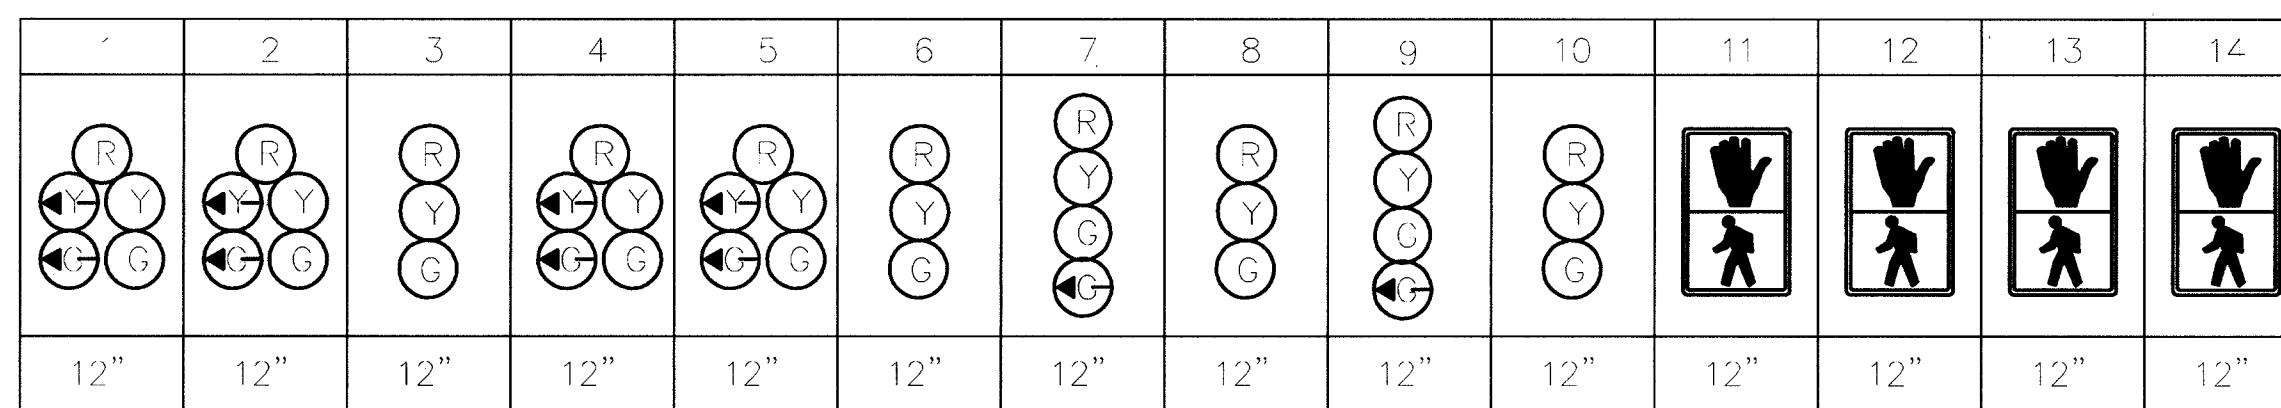 2 3 4 5 6 7 8 9 10 11 12 13 14
R R R R R R R R R R
Y Y Y Y Y Y Y Y Y Y Y Y Y Y
G G G G G G G G G G G G G G G G
12" 12" 12" 12" 12" 12" 12" 12" 12" 12" 12" 12" 12" 12"